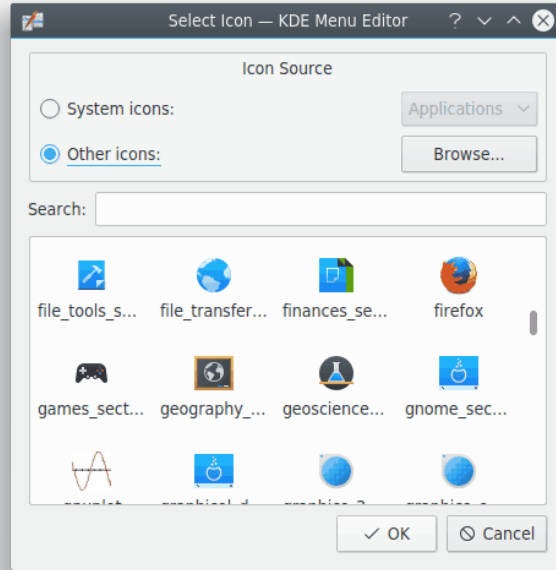 Select Icon — KDE Menu Editor
Icon Source
System icons:
Applications
Other icons:
Browse...
Search:
file_tools_s... file_transfer... finances_se... firefox
games_sect... geography_... geoscience... gnome_sec...
OK Cancel